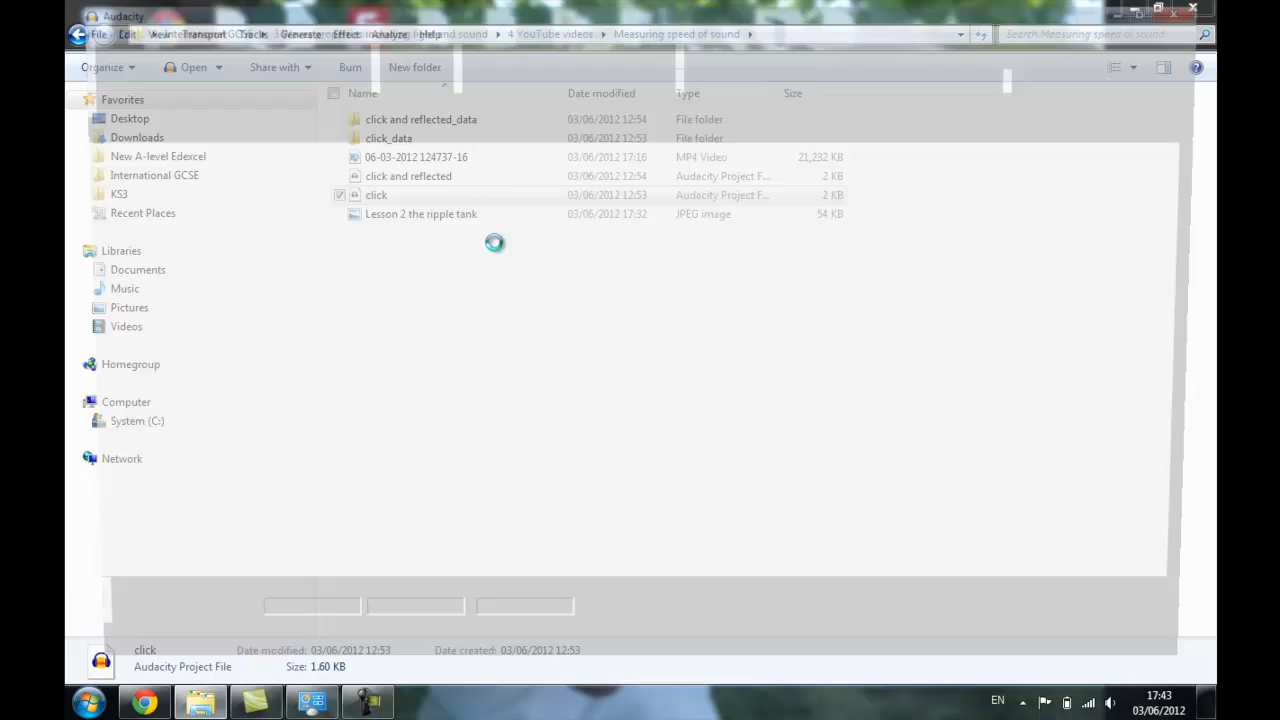 Audacity
File Edit View Transport Tracks Generate Effect Analyze Help and sound 4 YouTube videos Measuring speed of sound Search Measuring speed of sound
Organize Open Share with Burn New folder
Favorites Name Date modified Type Size
Desktop click and reflected_data 03/06/2012 12:54 File folder
Downloads click_data 03/06/2012 12:53 File folder
New A-level Edexcel 06-03-2012 124737-16 03/06/2012 17:16 MP4 Video 21,232 KB
International GCSE click and reflected 03/06/2012 12:54 Audacity Project F... 2 KB
KS3 click 03/06/2012 12:53 Audacity Project F... 2 KB
Recent Places Lesson 2 the ripple tank 03/06/2012 17:32 JPEG image 54 KB
Libraries
Documents
Music
Pictures
Videos
Homegroup
Computer
System (C:)
Network
click Date modified: 03/06/2012 12:53 Date created: 03/06/2012 12:53
Audacity Project File Size: 1.60 KB
EN 17:43
03/06/2012